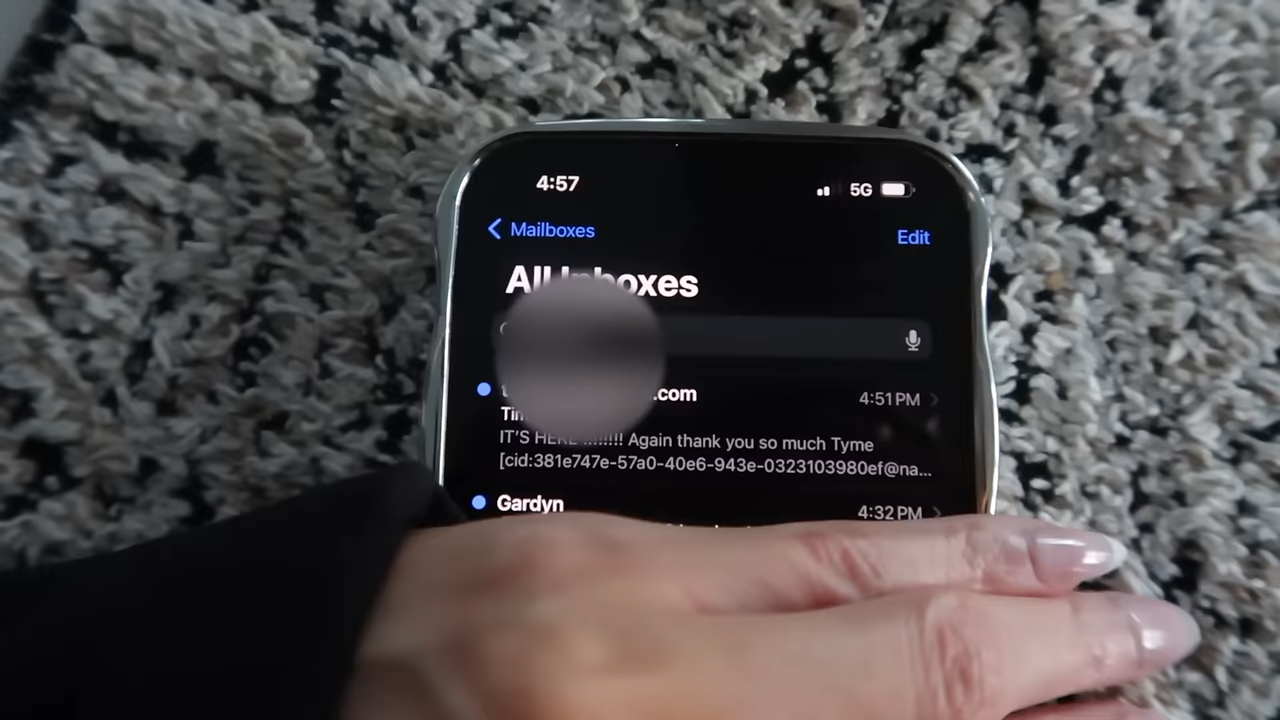 4:57
5G
Mailboxes
Edit
All Inboxes
.com
4:51 PM
IT'S HERE !!!!!!!! Again thank you so much Tyme
[cid:381e747e-57a0-40e6-943e-0323103980ef@na...
Gardyn
4:32 PM